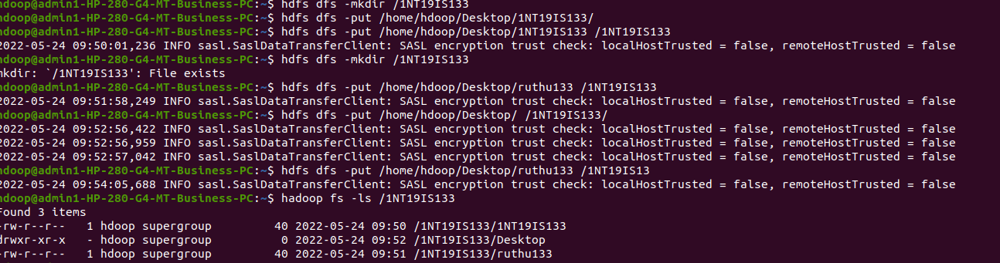 hdoop@admin1-HP-280-G4-MT-Business-PC:~$ hdfs dfs -mkdir /1NT19IS133
hdoop@admin1-HP-280-G4-MT-Business-PC:~$ hdfs dfs -put /home/hdoop/Desktop/1NT19IS133/
hdoop@admin1-HP-280-G4-MT-Business-PC:~$ hdfs dfs -put /home/hdoop/Desktop/1NT19IS133 /1NT19IS133
2022-05-24 09:50:01,236 INFO sasl.SaslDataTransferClient: SASL encryption trust check: localHostTrusted = false, remoteHostTrusted = false
hdoop@admin1-HP-280-G4-MT-Business-PC:~$ hdfs dfs -mkdir /1NT19IS133
mkdir: `/1NT19IS133': File exists
hdoop@admin1-HP-280-G4-MT-Business-PC:~$ hdfs dfs -put /home/hdoop/Desktop/ruthu133 /1NT19IS133
2022-05-24 09:51:58,249 INFO sasl.SaslDataTransferClient: SASL encryption trust check: localHostTrusted = false, remoteHostTrusted = false
hdoop@admin1-HP-280-G4-MT-Business-PC:~$ hdfs dfs -put /home/hdoop/Desktop/ /1NT19IS133/
2022-05-24 09:52:56,422 INFO sasl.SaslDataTransferClient: SASL encryption trust check: localHostTrusted = false, remoteHostTrusted = false
2022-05-24 09:52:56,959 INFO sasl.SaslDataTransferClient: SASL encryption trust check: localHostTrusted = false, remoteHostTrusted = false
2022-05-24 09:52:57,042 INFO sasl.SaslDataTransferClient: SASL encryption trust check: localHostTrusted = false, remoteHostTrusted = false
hdoop@admin1-HP-280-G4-MT-Business-PC:~$ hdfs dfs -put /home/hdoop/Desktop/ruthu133 /1NT19IS13
2022-05-24 09:54:05,688 INFO sasl.SaslDataTransferClient: SASL encryption trust check: localHostTrusted = false, remoteHostTrusted = false
hdoop@admin1-HP-280-G4-MT-Business-PC:~$ hadoop fs -ls /1NT19IS133
Found 3 items
-rw-r--r--   1 hdoop supergroup         40 2022-05-24 09:50 /1NT19IS133/1NT19IS133
drwxr-xr-x   - hdoop supergroup          0 2022-05-24 09:52 /1NT19IS133/Desktop
-rw-r--r--   1 hdoop supergroup         40 2022-05-24 09:51 /1NT19IS133/ruthu133